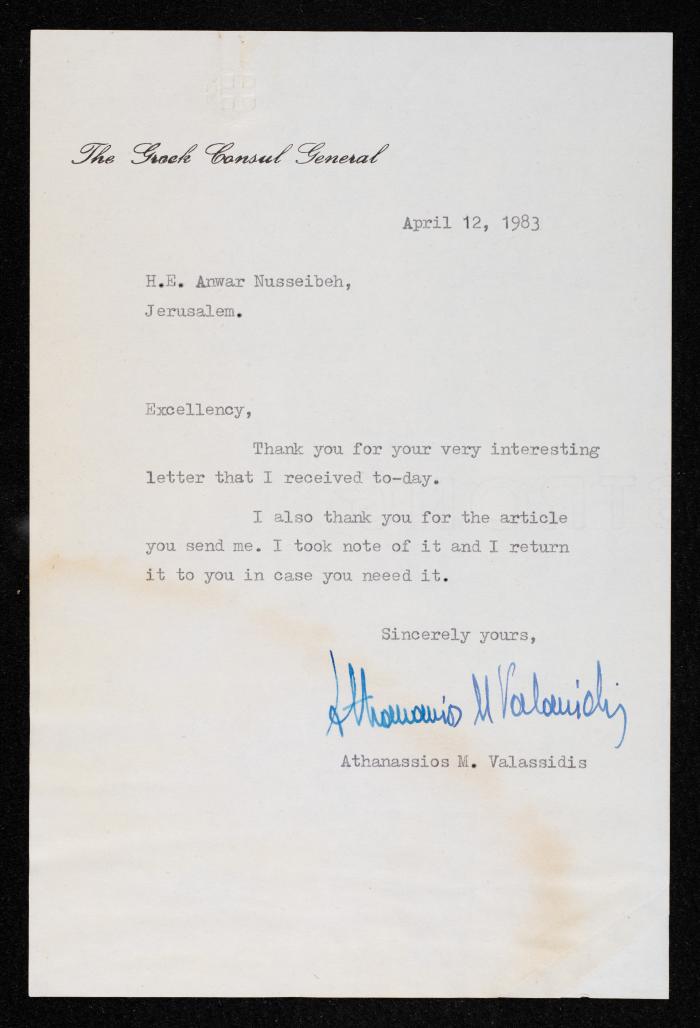 The Greek Consul General
April 12, 1983
H.E. Anwar Nusseibeh,
Jerusalem.
Excellency,
Thank you for your very interesting
letter that I received to-day.
I also thank you for the article
you send me. I took note of it and I return
it to you in case you neeed it.
Sincerely yours,
Athanassios M Valassidis
Athanassios M. Valassidis